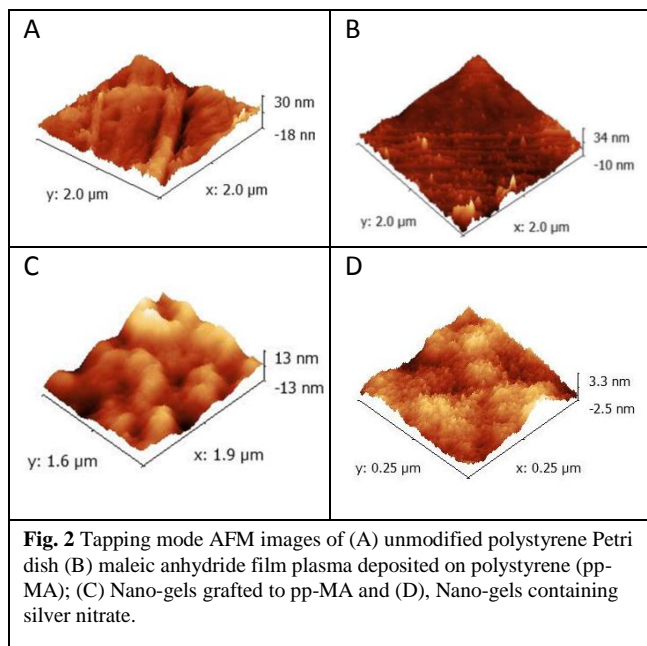 A
30 nm
-18 nm
y: 2.0 µm
x: 2.0 µm
B
34 nm
-10 nm
y: 2.0 µm
x: 2.0 µm
C
13 nm
-13 nm
y: 1.6 µm
x: 1.9 µm
D
3.3 nm
-2.5 nm
y: 0.25 µm
x: 0.25 µm
Fig. 2 Tapping mode AFM images of (A) unmodified polystyrene Petri
dish (B) maleic anhydride film plasma deposited on polystyrene (pp-
MA); (C) Nano-gels grafted to pp-MA and (D), Nano-gels containing
silver nitrate.